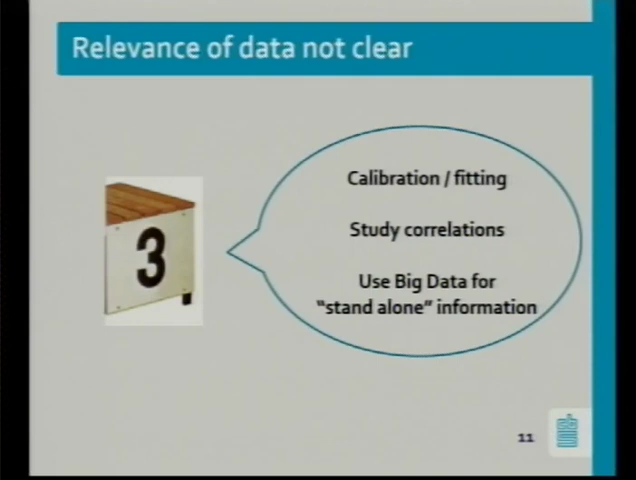 Relevance of data not clear
3
Calibration / fitting
Study correlations
Use Big Data for
“stand alone” information
11